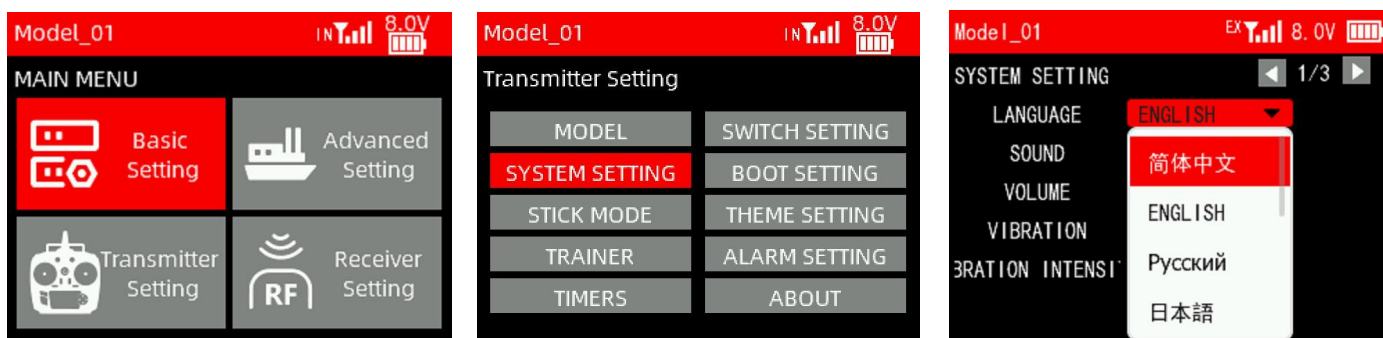 Model_01 IN 8.0V
MAIN MENU
Basic
Setting
Advanced
Setting
Transmitter
Setting
Receiver
Setting
RF
Model_01 IN 8.0V
Transmitter Setting
MODEL SWITCH SETTING
SYSTEM SETTING BOOT SETTING
STICK MODE THEME SETTING
TRAINER ALARM SETTING
TIMERS ABOUT
Model_01 EX 8.0V
SYSTEM SETTING 1/3
LANGUAGE ENGLISH
SOUND
VOLUME
VIBRATION
BRATION INTENSI
简体中文
ENGLISH
Русский
日本語